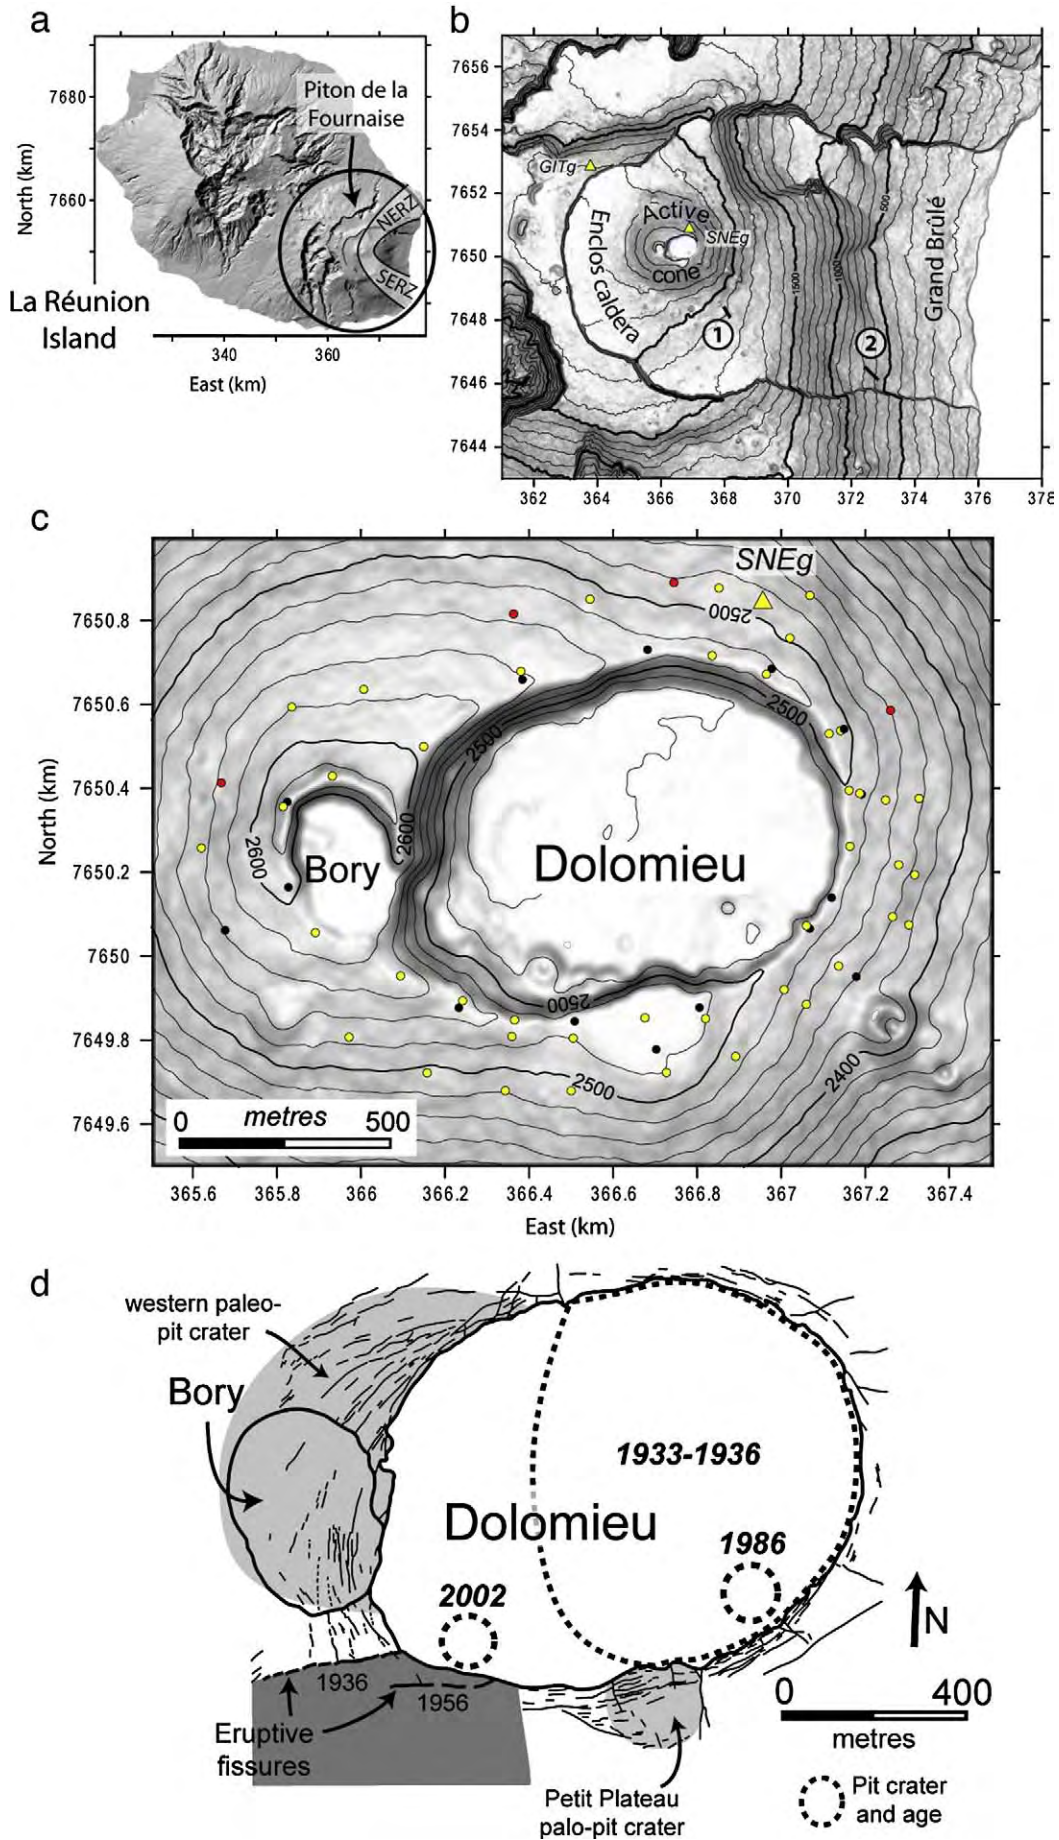 a
7680
7660
North (km)
Piton de la
Fournaise
NERZ
SERZ
La Réunion
Island
340
360
East (km)
b
7656
7654
7652
7650
7648
7646
7644
GITg
Active
SNEg
cone
Enclos caldera
1
2
1500
1000
500
Grand Brûlé
362
364
366
368
370
372
374
376
378
c
SNEg
7650.8
7650.6
7650.4
7650.2
7650
7649.8
7649.6
North (km)
2500
2500
2500
2600
2600
Bory
Dolomieu
2500
2500
2400
0 metres 500
365.6
365.8
366
366.2
366.4
366.6
366.8
367
367.2
367.4
East (km)
d
western paleo-
pit crater
Bory
1933-1936
Dolomieu
1986
2002
N
1936
1956
Eruptive
fissures
0
400
metres
Petit Plateau
palo-pit crater
Pit crater
and age